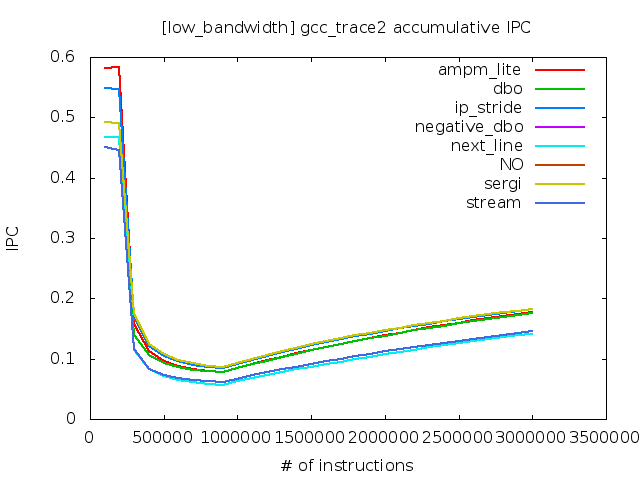 [low_bandwidth] gcc_trace2 accumulative IPC
0.6
0.5
0.4
0.3
0.2
0.1
0
IPC
ampm_lite
dbo
ip_stride
negative_dbo
next_line
NO
sergi
stream
0 500000 1000000 1500000 2000000 2500000 3000000 3500000
# of instructions